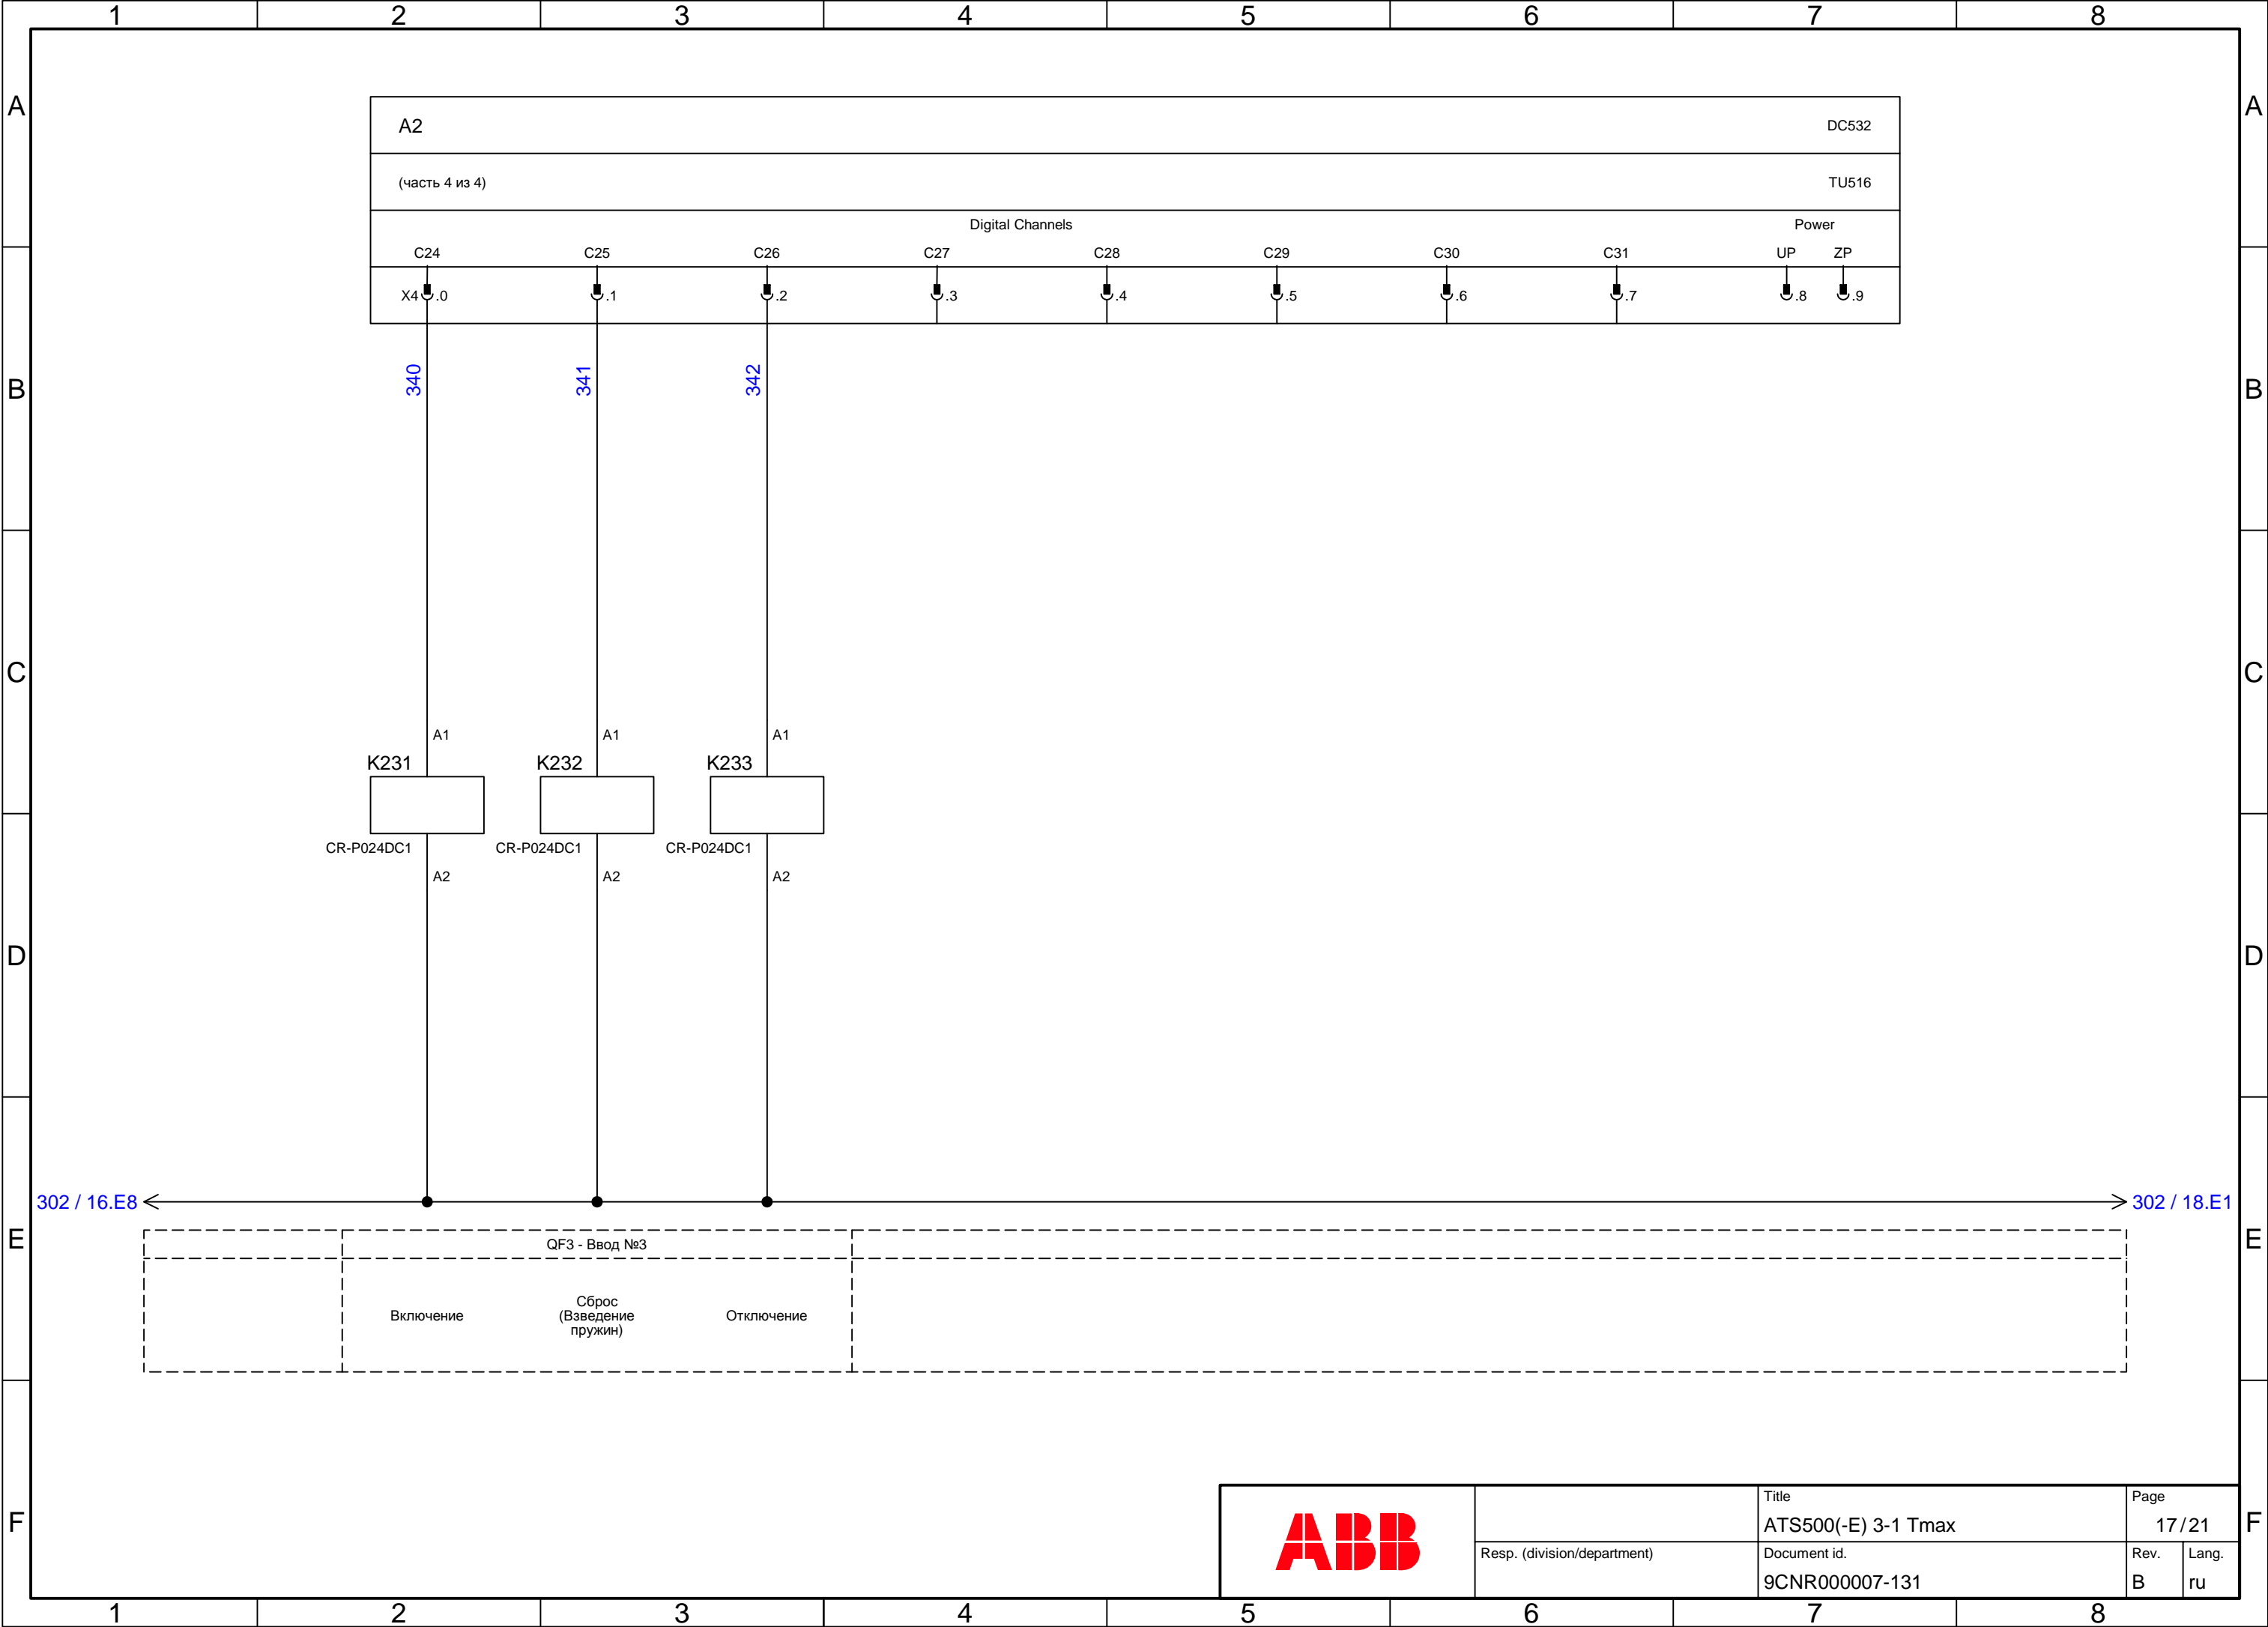 1 2 3 4 5 6 7 8
A A
A2 DC532
(часть 4 из 4) TU516
Digital Channels Power
C24 C25 C26 C27 C28 C29 C30 C31 UP ZP
X4 .0 .1 .2 .3 .4 .5 .6 .7 .8 .9
340 341 342
B B
C C
A1 A1 A1
K231 K232 K233
CR-P024DC1 CR-P024DC1 CR-P024DC1
A2 A2 A2
D D
302 / 16.E8 302 / 18.E1
E E
QF3 - Ввод №3
Включение
Сброс
(Взведение
пружин)
Отключение
F F
ABB
Title
ATS500(-E) 3-1 Tmax
Page
17/21
Resp. (division/department)
Document id.
9CNR000007-131
Rev.
B
Lang.
ru
1 2 3 4 5 6 7 8